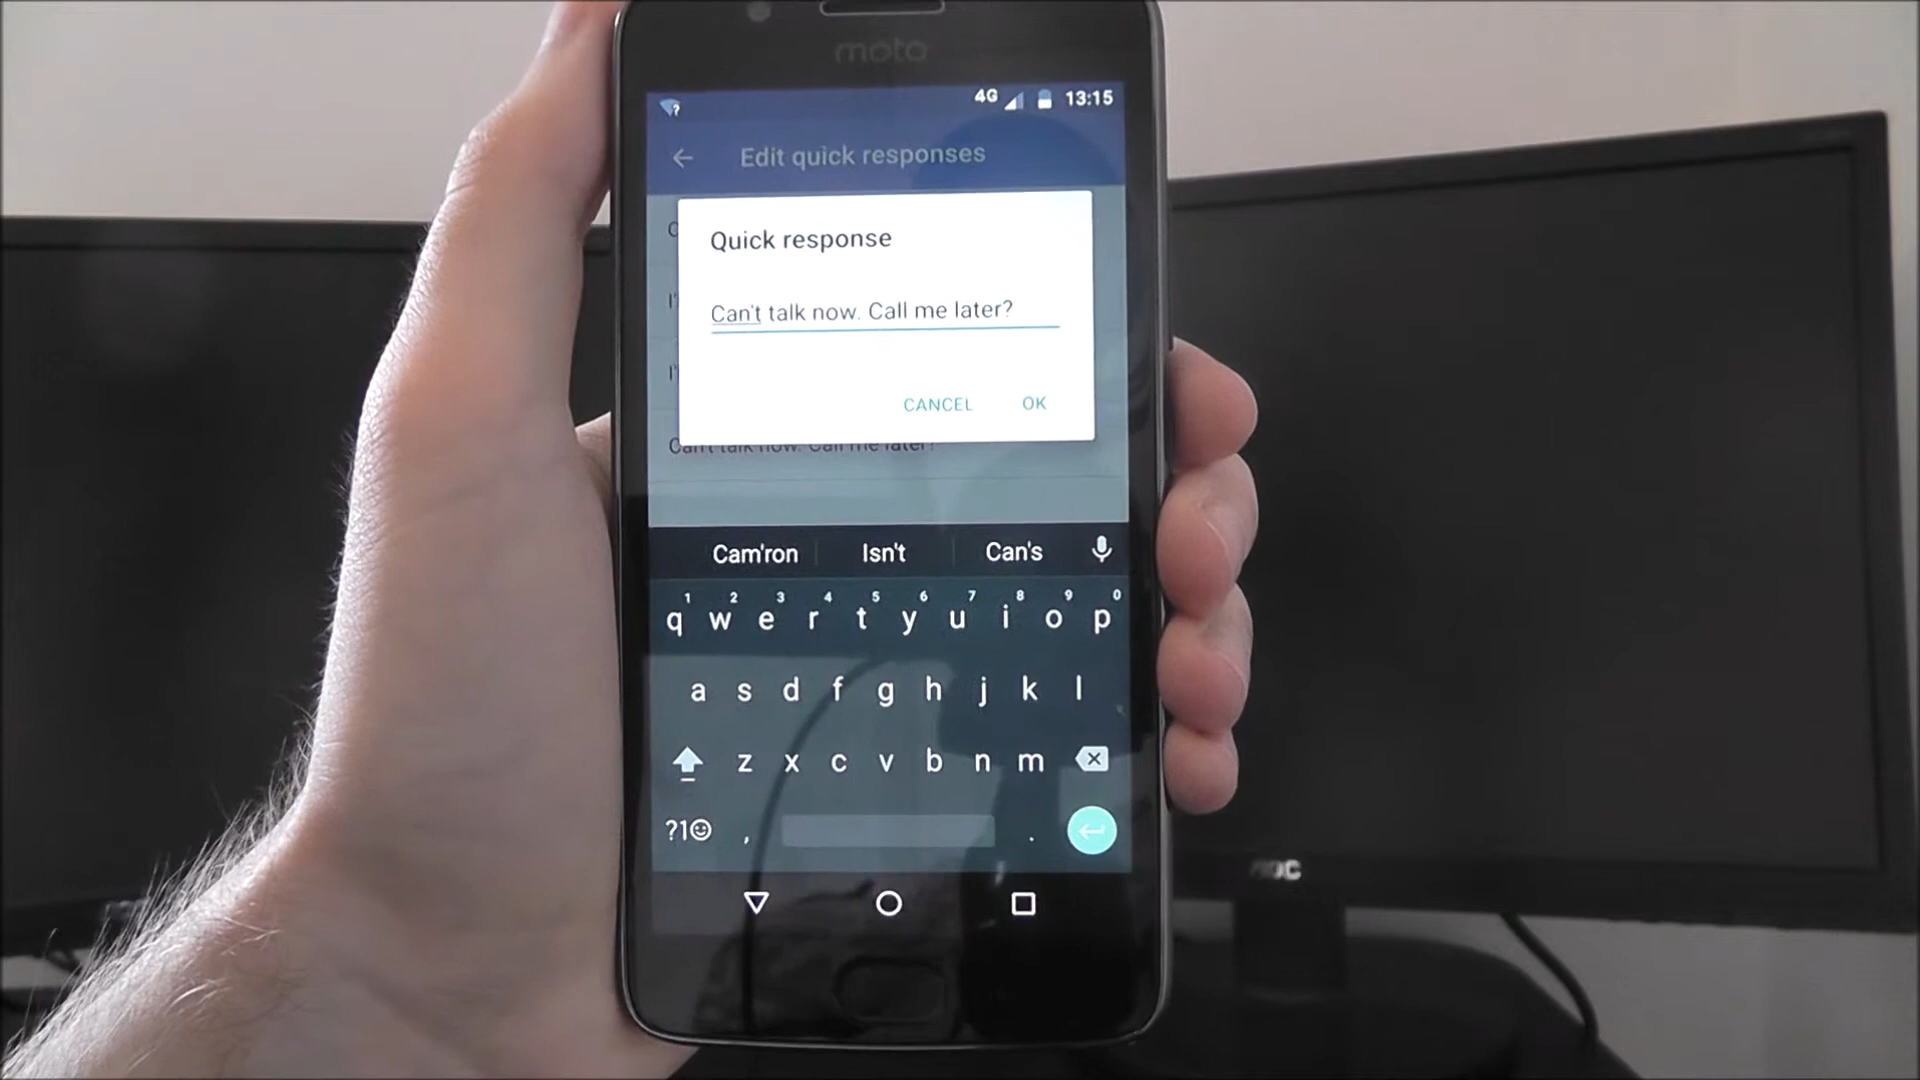 moto
4G 13:15
Edit quick responses
Quick response
Can't talk now. Call me later?
CANCEL OK
Can't talk now. Call me later?
Cam'ron Isn't Can's
1 2 3 4 5 6 7 8 9 0
q w e r t y u i o p
a s d f g h j k l
z x c v b n m
?1☺ , .
AOC